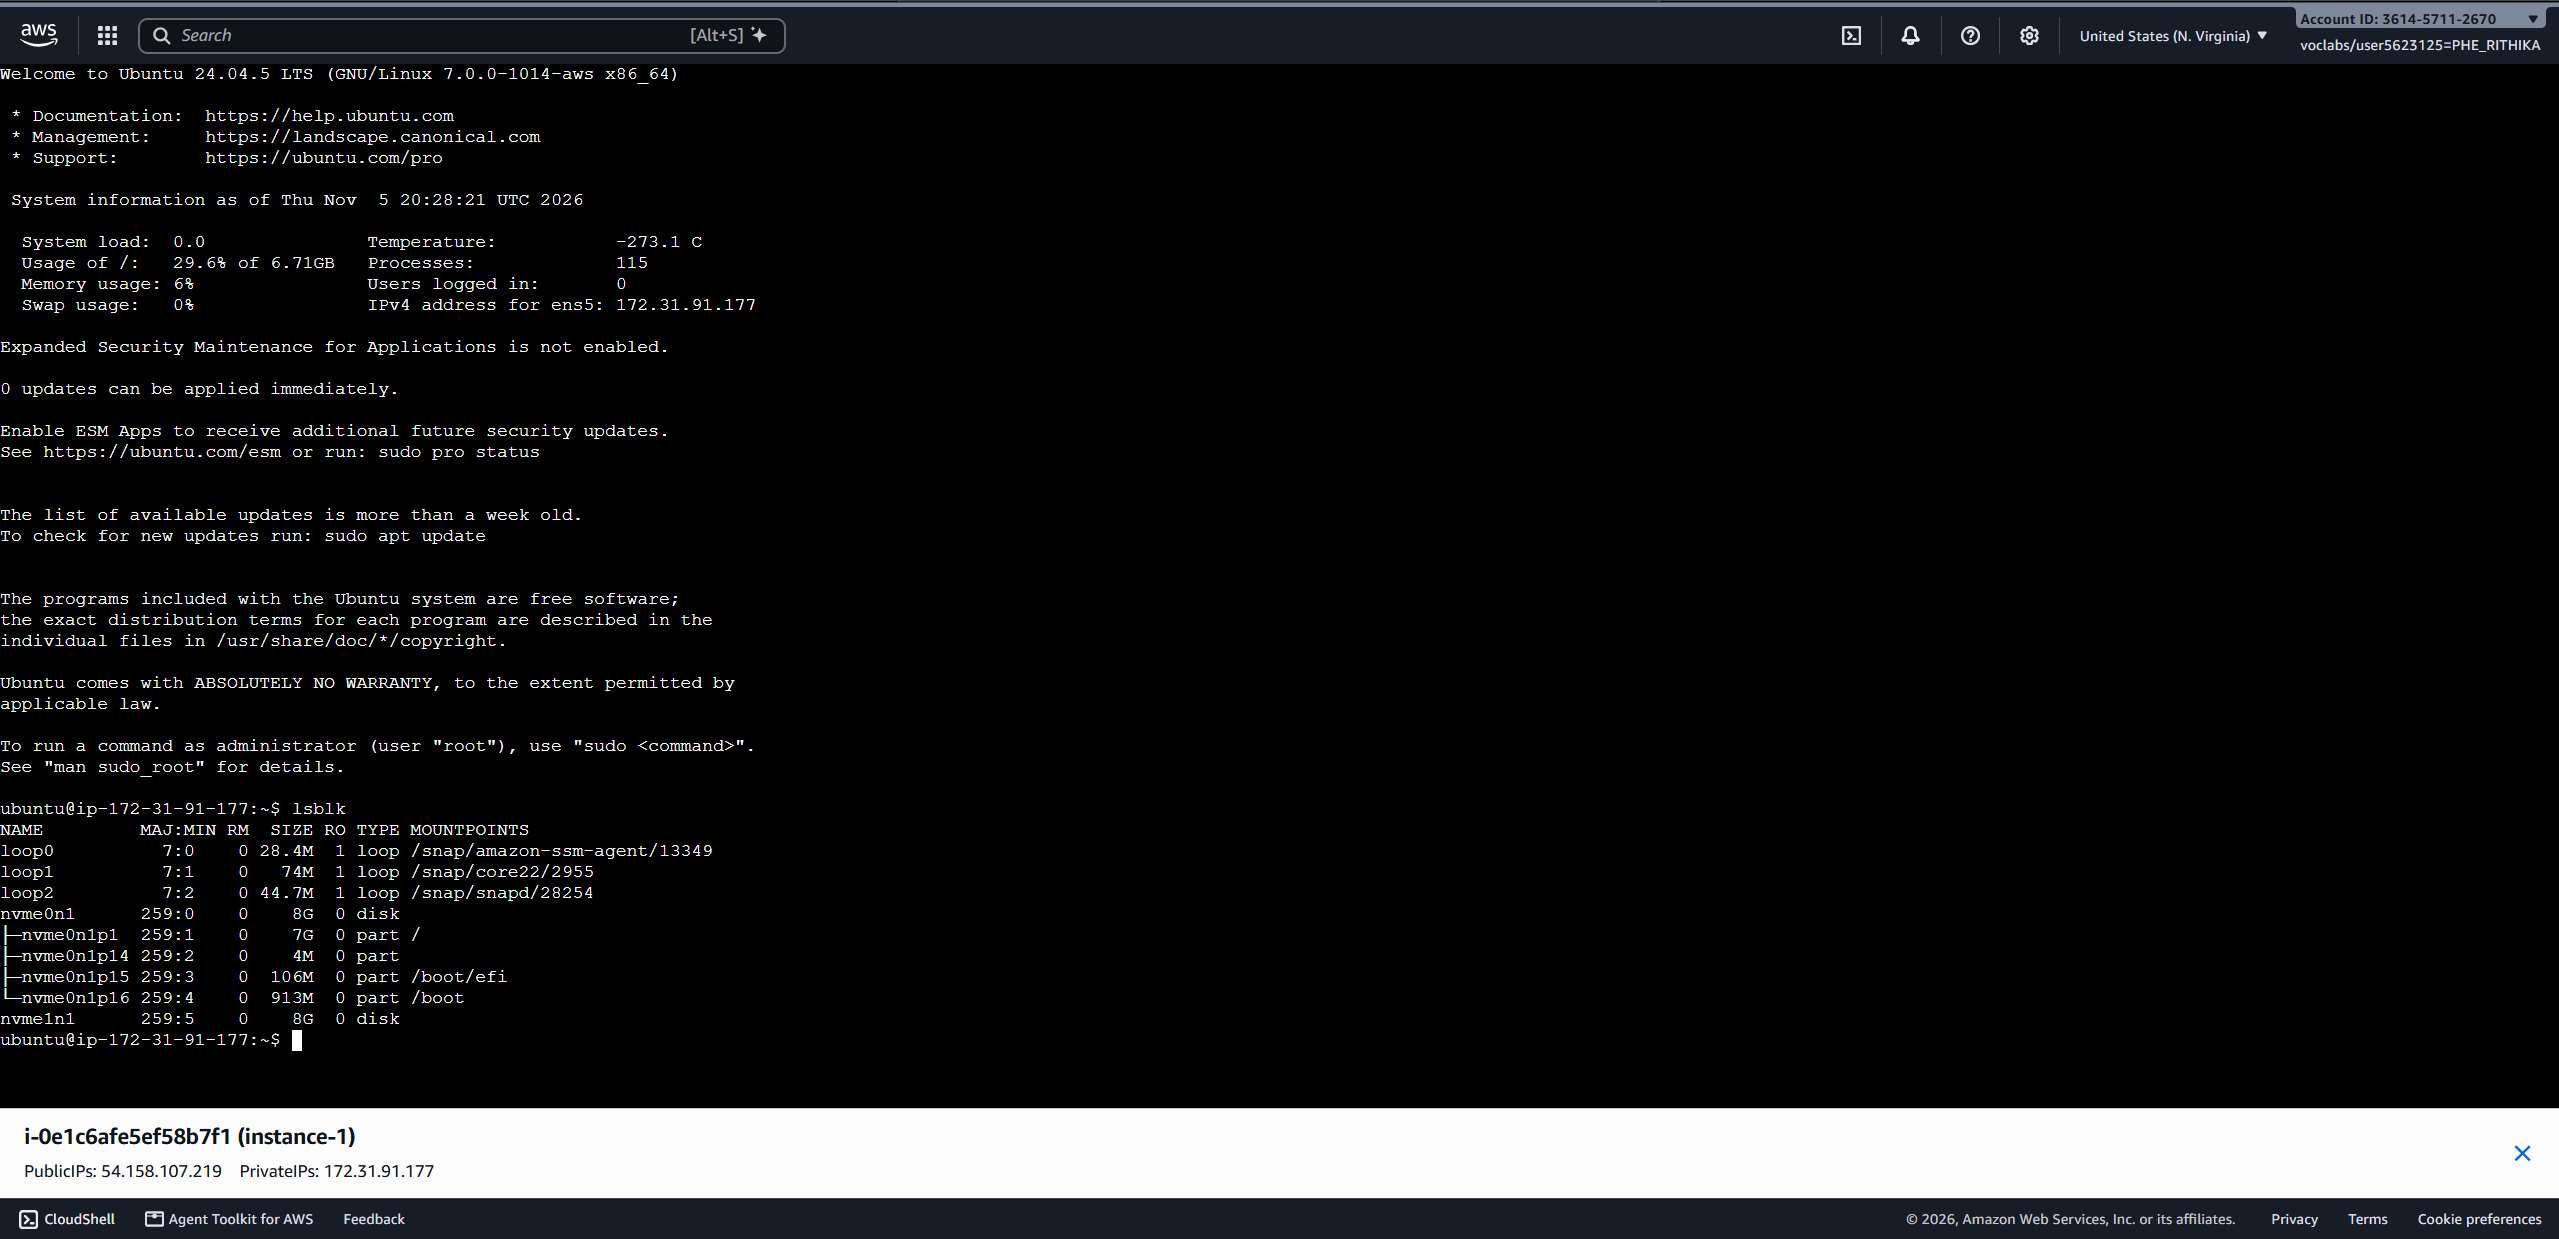 aws
Search [Alt+S]
United States (N. Virginia)
Account ID: 3614-5711-2670
voclabs/user5623125=PHE_RITHIKA
Welcome to Ubuntu 24.04.5 LTS (GNU/Linux 7.0.0-1014-aws x86_64)
* Documentation:  https://help.ubuntu.com
* Management:     https://landscape.canonical.com
* Support:        https://ubuntu.com/pro
System information as of Thu Nov  5 20:28:21 UTC 2026
System load:  0.0               Temperature:           -273.1 C
Usage of /:   29.6% of 6.71GB   Processes:             115
Memory usage: 6%                Users logged in:       0
Swap usage:   0%                IPv4 address for ens5: 172.31.91.177
Expanded Security Maintenance for Applications is not enabled.
0 updates can be applied immediately.
Enable ESM Apps to receive additional future security updates.
See https://ubuntu.com/esm or run: sudo pro status
The list of available updates is more than a week old.
To check for new updates run: sudo apt update
The programs included with the Ubuntu system are free software;
the exact distribution terms for each program are described in the
individual files in /usr/share/doc/*/copyright.
Ubuntu comes with ABSOLUTELY NO WARRANTY, to the extent permitted by
applicable law.
To run a command as administrator (user "root"), use "sudo <command>".
See "man sudo_root" for details.
ubuntu@ip-172-31-91-177:~$ lsblk
NAME         MAJ:MIN RM  SIZE RO TYPE MOUNTPOINTS
loop0          7:0    0 28.4M  1 loop /snap/amazon-ssm-agent/13349
loop1          7:1    0   74M  1 loop /snap/core22/2955
loop2          7:2    0 44.7M  1 loop /snap/snapd/28254
nvme0n1      259:0    0    8G  0 disk
├─nvme0n1p1  259:1    0    7G  0 part /
├─nvme0n1p14 259:2    0    4M  0 part
├─nvme0n1p15 259:3    0  106M  0 part /boot/efi
└─nvme0n1p16 259:4    0  913M  0 part /boot
nvme1n1      259:5    0    8G  0 disk
ubuntu@ip-172-31-91-177:~$
i-0e1c6afe5ef58b7f1 (instance-1)
PublicIPs: 54.158.107.219  PrivateIPs: 172.31.91.177
CloudShell  Agent Toolkit for AWS  Feedback  © 2026, Amazon Web Services, Inc. or its affiliates.  Privacy  Terms  Cookie preferences